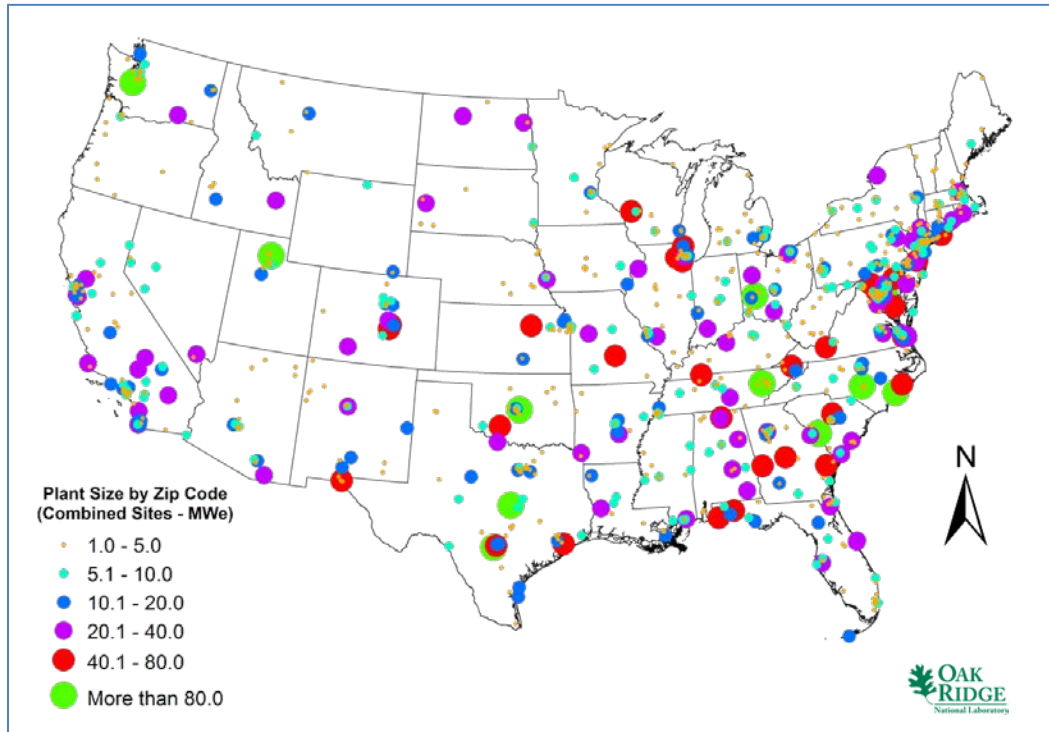 N
Plant Size by Zip Code
(Combined Sites - MWe)
1.0 - 5.0
5.1 - 10.0
10.1 - 20.0
20.1 - 40.0
40.1 - 80.0
More than 80.0
OAK
RIDGE
National Laboratory